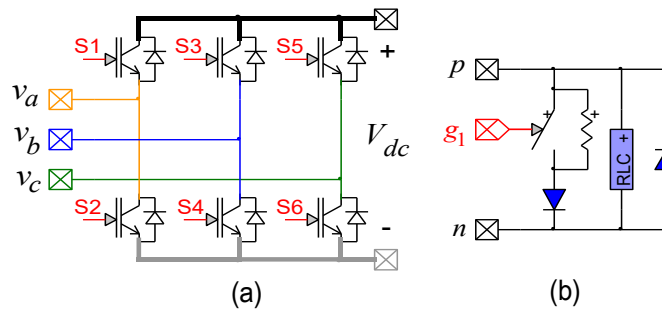 S1
S3
S5
+
v_a
v_b
v_c
V_dc
S2
S4
S6
-
(a)
p
+
+
g_1
RLC +
n
(b)